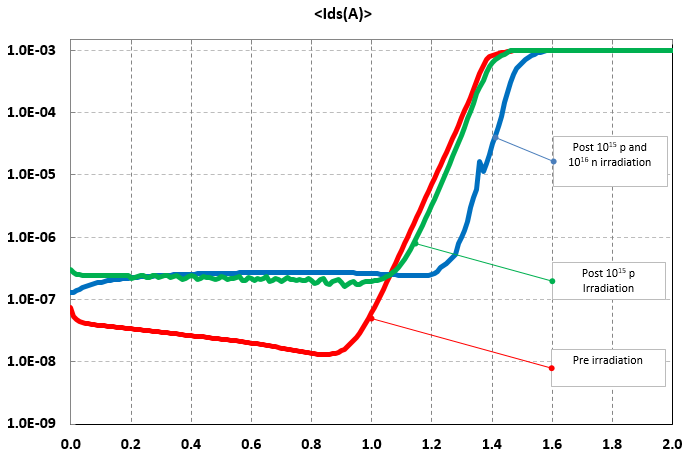 <Ids(A)>
1.0E-03
1.0E-04
1.0E-05
1.0E-06
1.0E-07
1.0E-08
1.0E-09
Post 10¹⁵ p and
10¹⁶ n irradiation
Post 10¹⁵ p
Irradiation
Pre irradiation
0.0 0.2 0.4 0.6 0.8 1.0 1.2 1.4 1.6 1.8 2.0